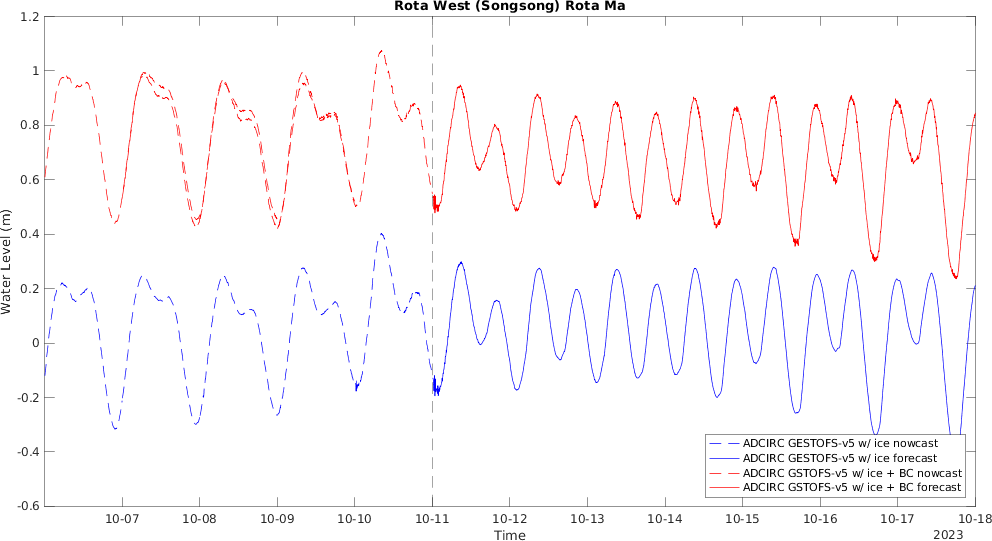 Rota West (Songsong) Rota Ma
1.2
1
0.8
0.6
0.4
0.2
0
-0.2
-0.4
-0.6
Water Level (m)
ADCIRC GESTOFS-v5 w/ ice nowcast
ADCIRC GESTOFS-v5 w/ ice forecast
ADCIRC GSTOFS-v5 w/ ice + BC nowcast
ADCIRC GSTOFS-v5 w/ ice + BC forecast
10-07 10-08 10-09 10-10 10-11 10-12 10-13 10-14 10-15 10-16 10-17 10-18
Time
2023